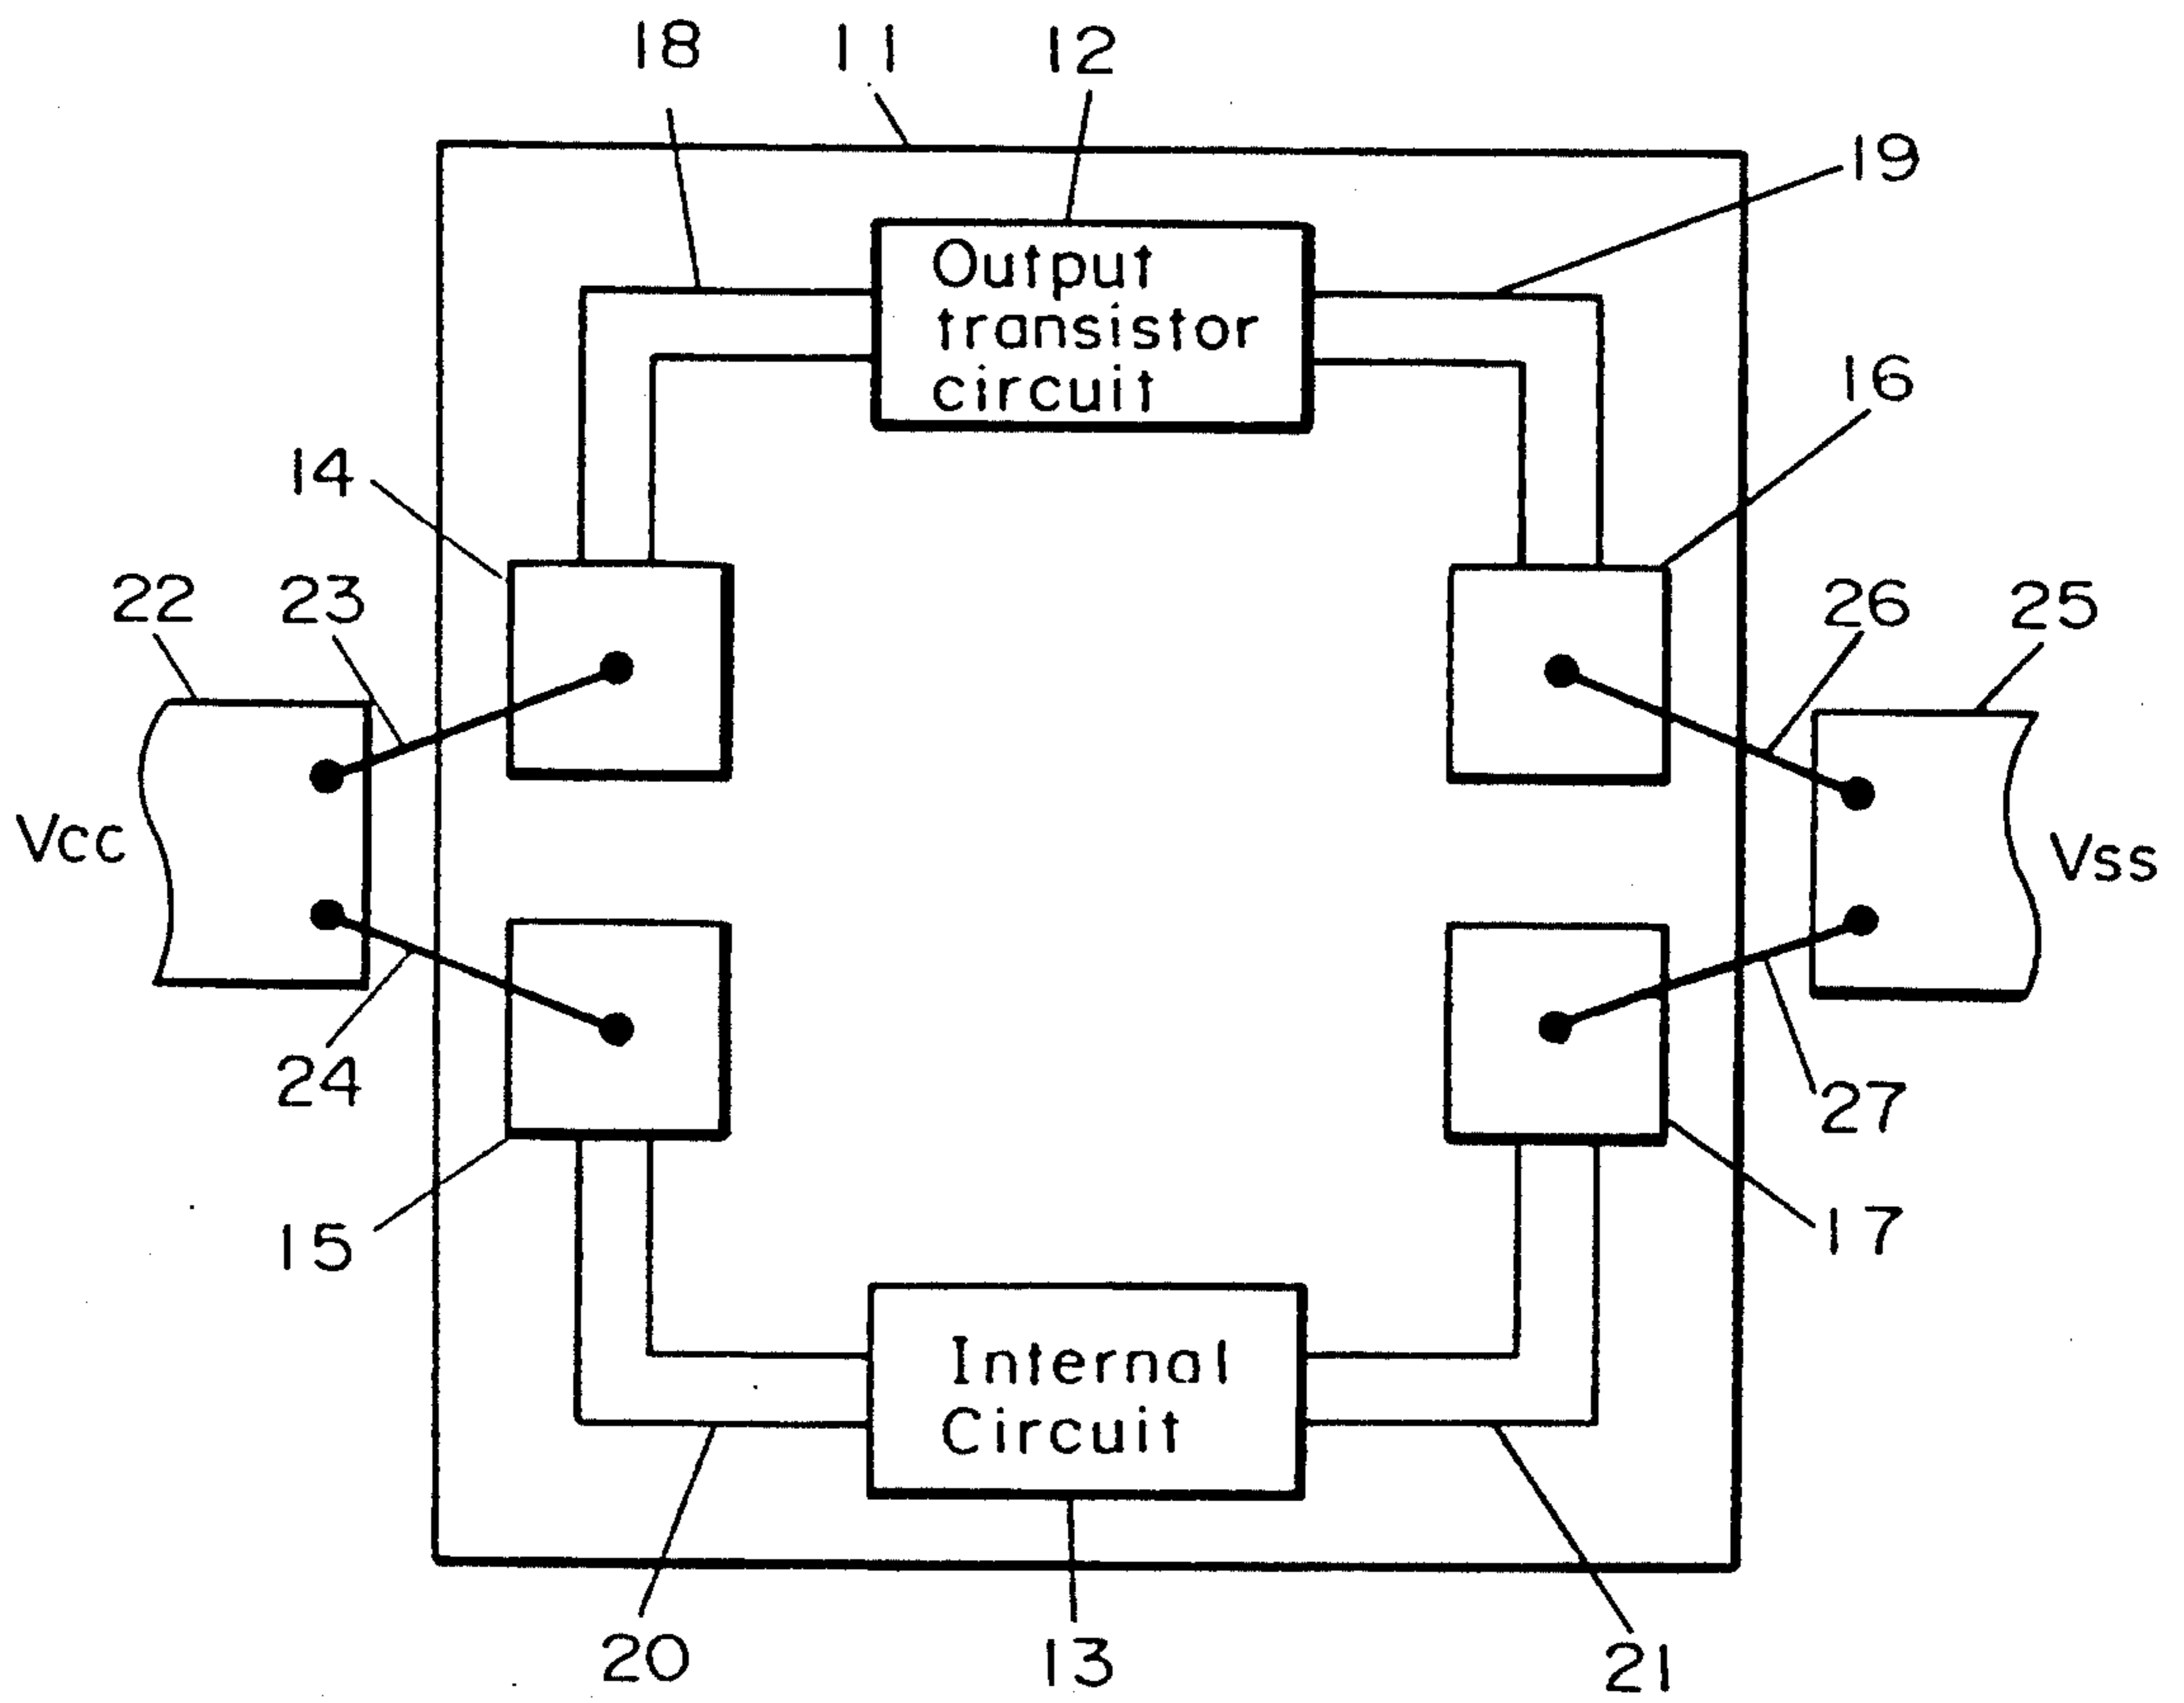 18
11
12
19
Output
transistor
circuit
16
14
22
23
26
25
Vcc
Vss
24
27
15
17
Internal
Circuit
20
13
21